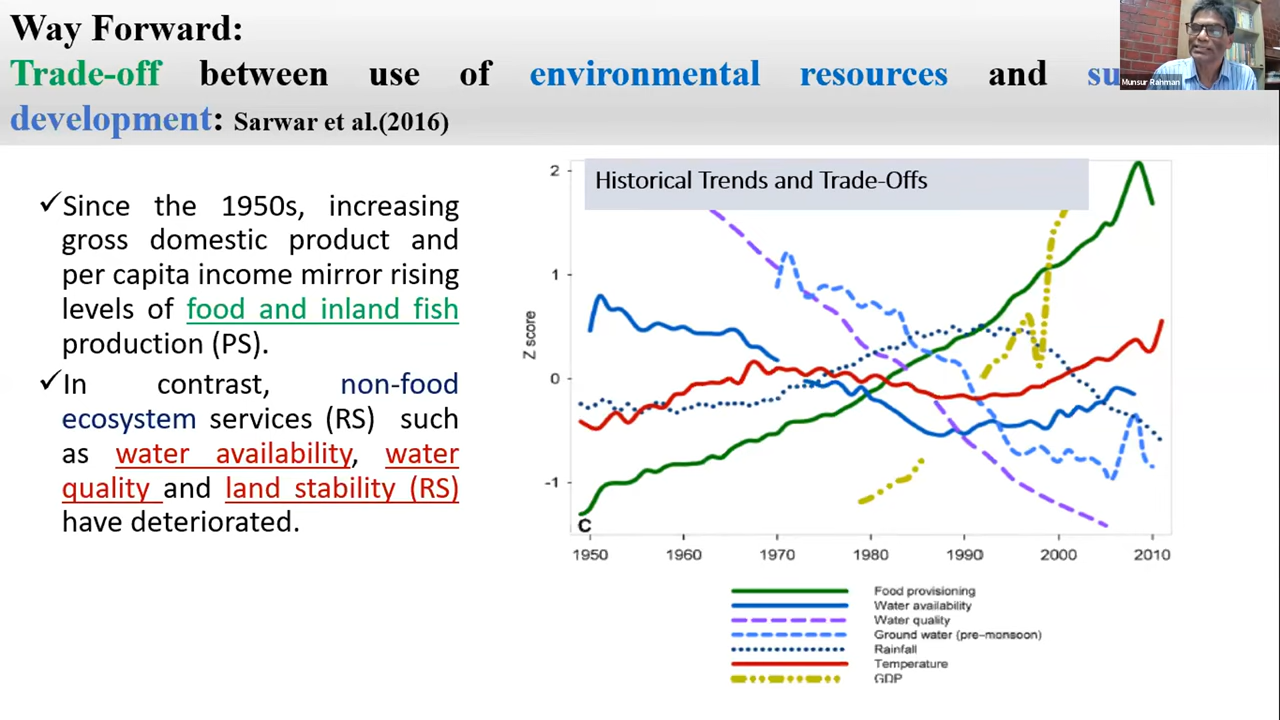 Way Forward:
Trade-off between use of environmental resources and su
development: Sarwar et al.(2016)
Munsur Rahman
✓Since the 1950s, increasing
gross domestic product and
per capita income mirror rising
levels of food and inland fish
production (PS).
✓In contrast, non-food
ecosystem services (RS) such
as water availability, water
quality and land stability (RS)
have deteriorated.
Historical Trends and Trade-Offs
Z score
2
1
0
-1
C
1950 1960 1970 1980 1990 2000 2010
Food provisioning
Water availability
Water quality
Ground water (pre-monsoon)
Rainfall
Temperature
GDP